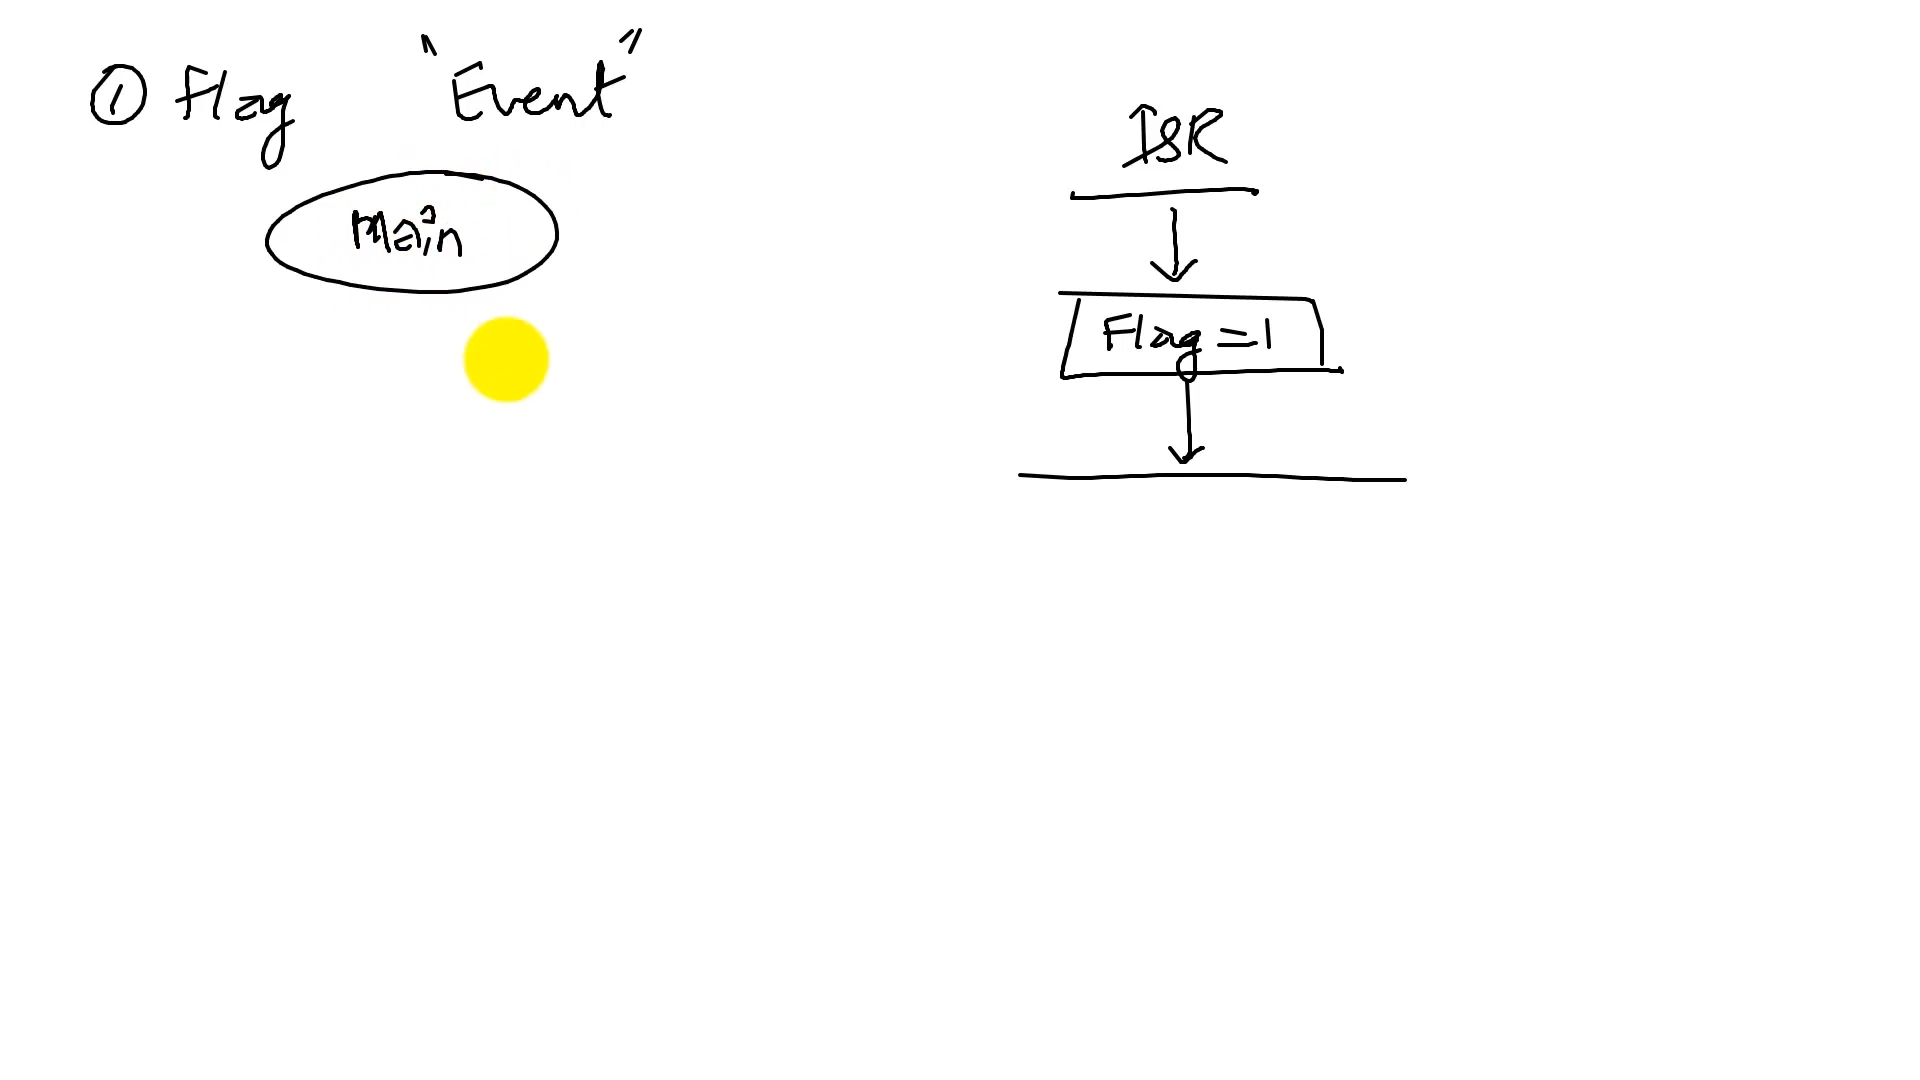 ① Flag "Event"
Main
ISR
Flag = 1